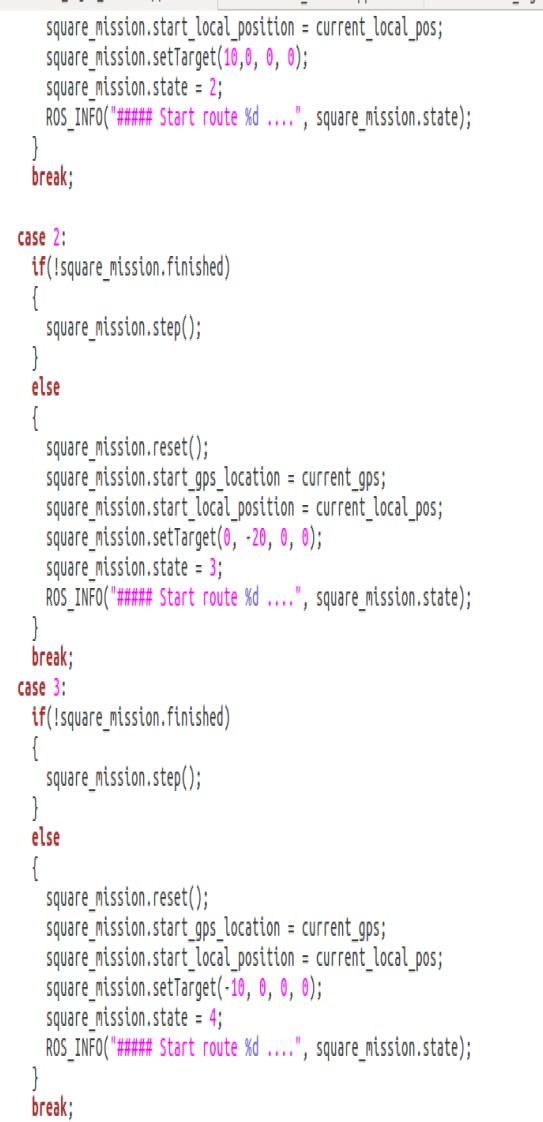 square_mission.start_local_position = current_local_pos;
square_mission.setTarget(10,0, 0, 0);
square_mission.state = 2;
ROS_INFO("##### Start route %d ....", square_mission.state);
}
break;
case 2:
if(!square_mission.finished)
{
square_mission.step();
}
else
{
square_mission.reset();
square_mission.start_gps_location = current_gps;
square_mission.start_local_position = current_local_pos;
square_mission.setTarget(0, -20, 0, 0);
square_mission.state = 3;
ROS_INFO("##### Start route %d ....", square_mission.state);
}
break;
case 3:
if(!square_mission.finished)
{
square_mission.step();
}
else
{
square_mission.reset();
square_mission.start_gps_location = current_gps;
square_mission.start_local_position = current_local_pos;
square_mission.setTarget(-10, 0, 0, 0);
square_mission.state = 4;
ROS_INFO("##### Start route %d ....", square_mission.state);
}
break;